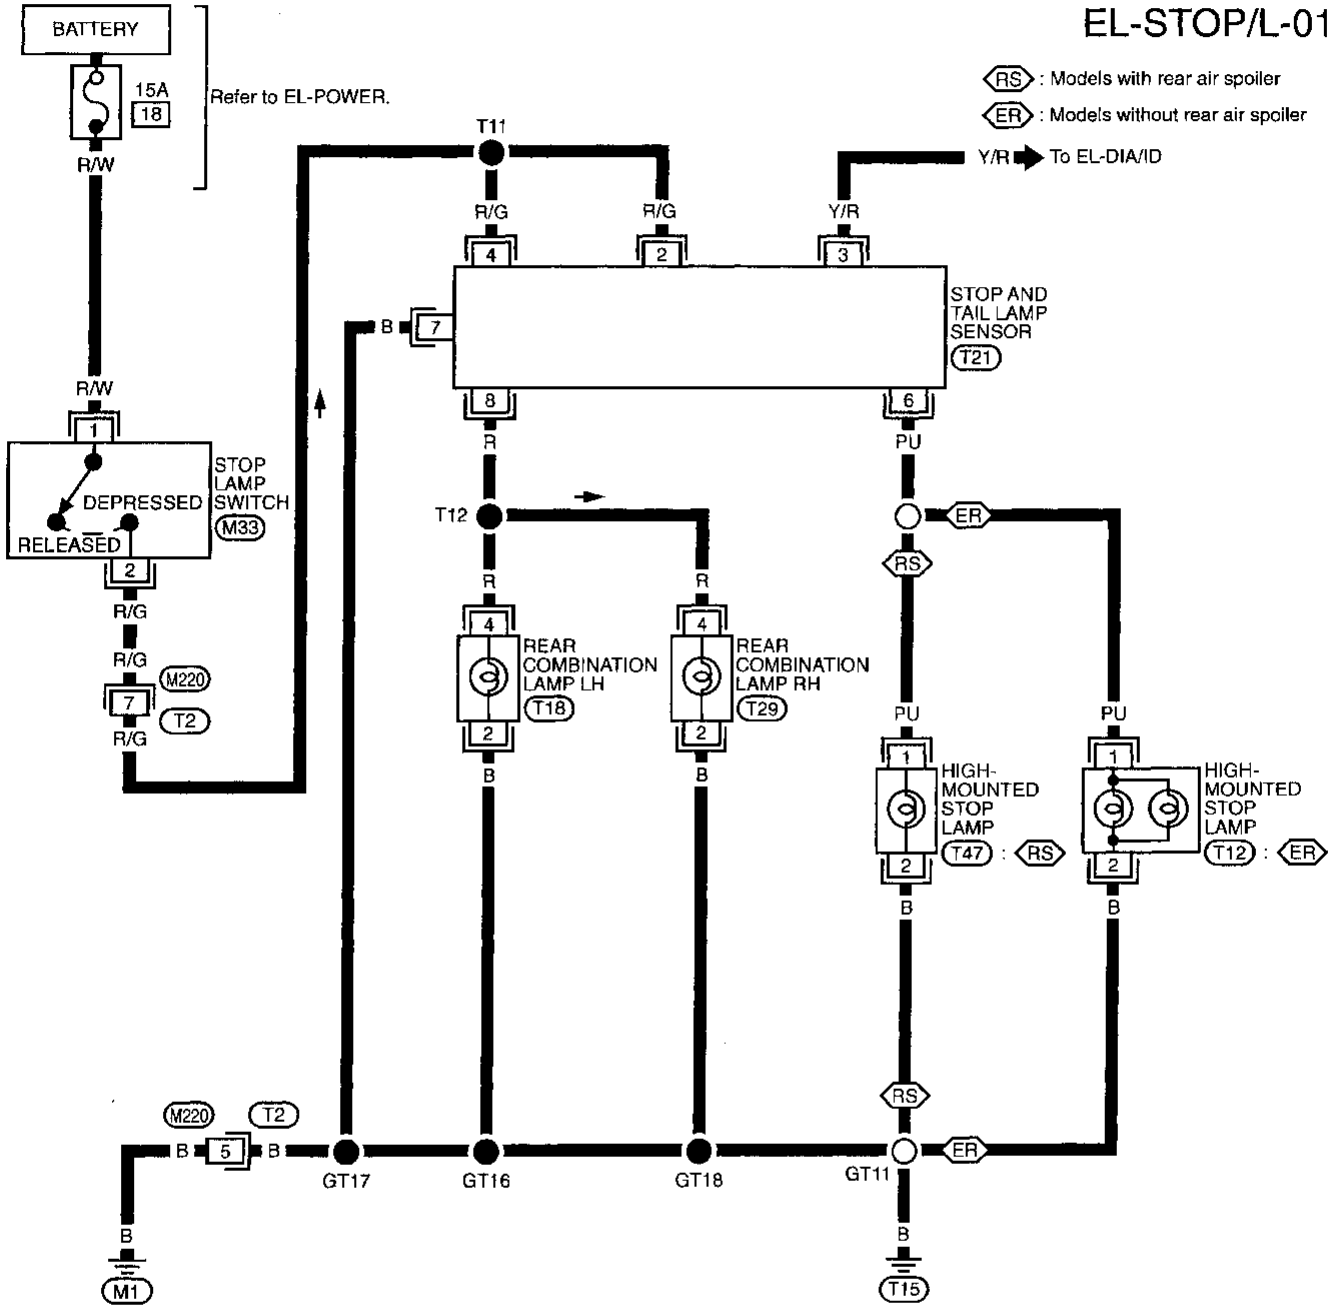 EL-STOP/L-01
BATTERY
15A
18
Refer to EL-POWER.
RS : Models with rear air spoiler
ER : Models without rear air spoiler
R/W
T11
Y/R To EL-DIA/ID
R/G
R/G
Y/R
4
2
3
STOP AND
TAIL LAMP
SENSOR
T21
B
7
8
6
R/W
1
R
PU
STOP
LAMP
SWITCH
M33
DEPRESSED
RELEASED
2
T12
ER
RS
R/G
R
R
4
4
R/G
M220
7
T2
R/G
REAR
COMBINATION
LAMP LH
T18
REAR
COMBINATION
LAMP RH
T29
2
2
B
B
PU
PU
1
1
HIGH-
MOUNTED
STOP
LAMP
T47 : RS
HIGH-
MOUNTED
STOP
LAMP
T12 : ER
2
2
B
B
RS
M220
T2
B
5
B
GT17
GT16
GT18
GT11
ER
B
B
M1
T15